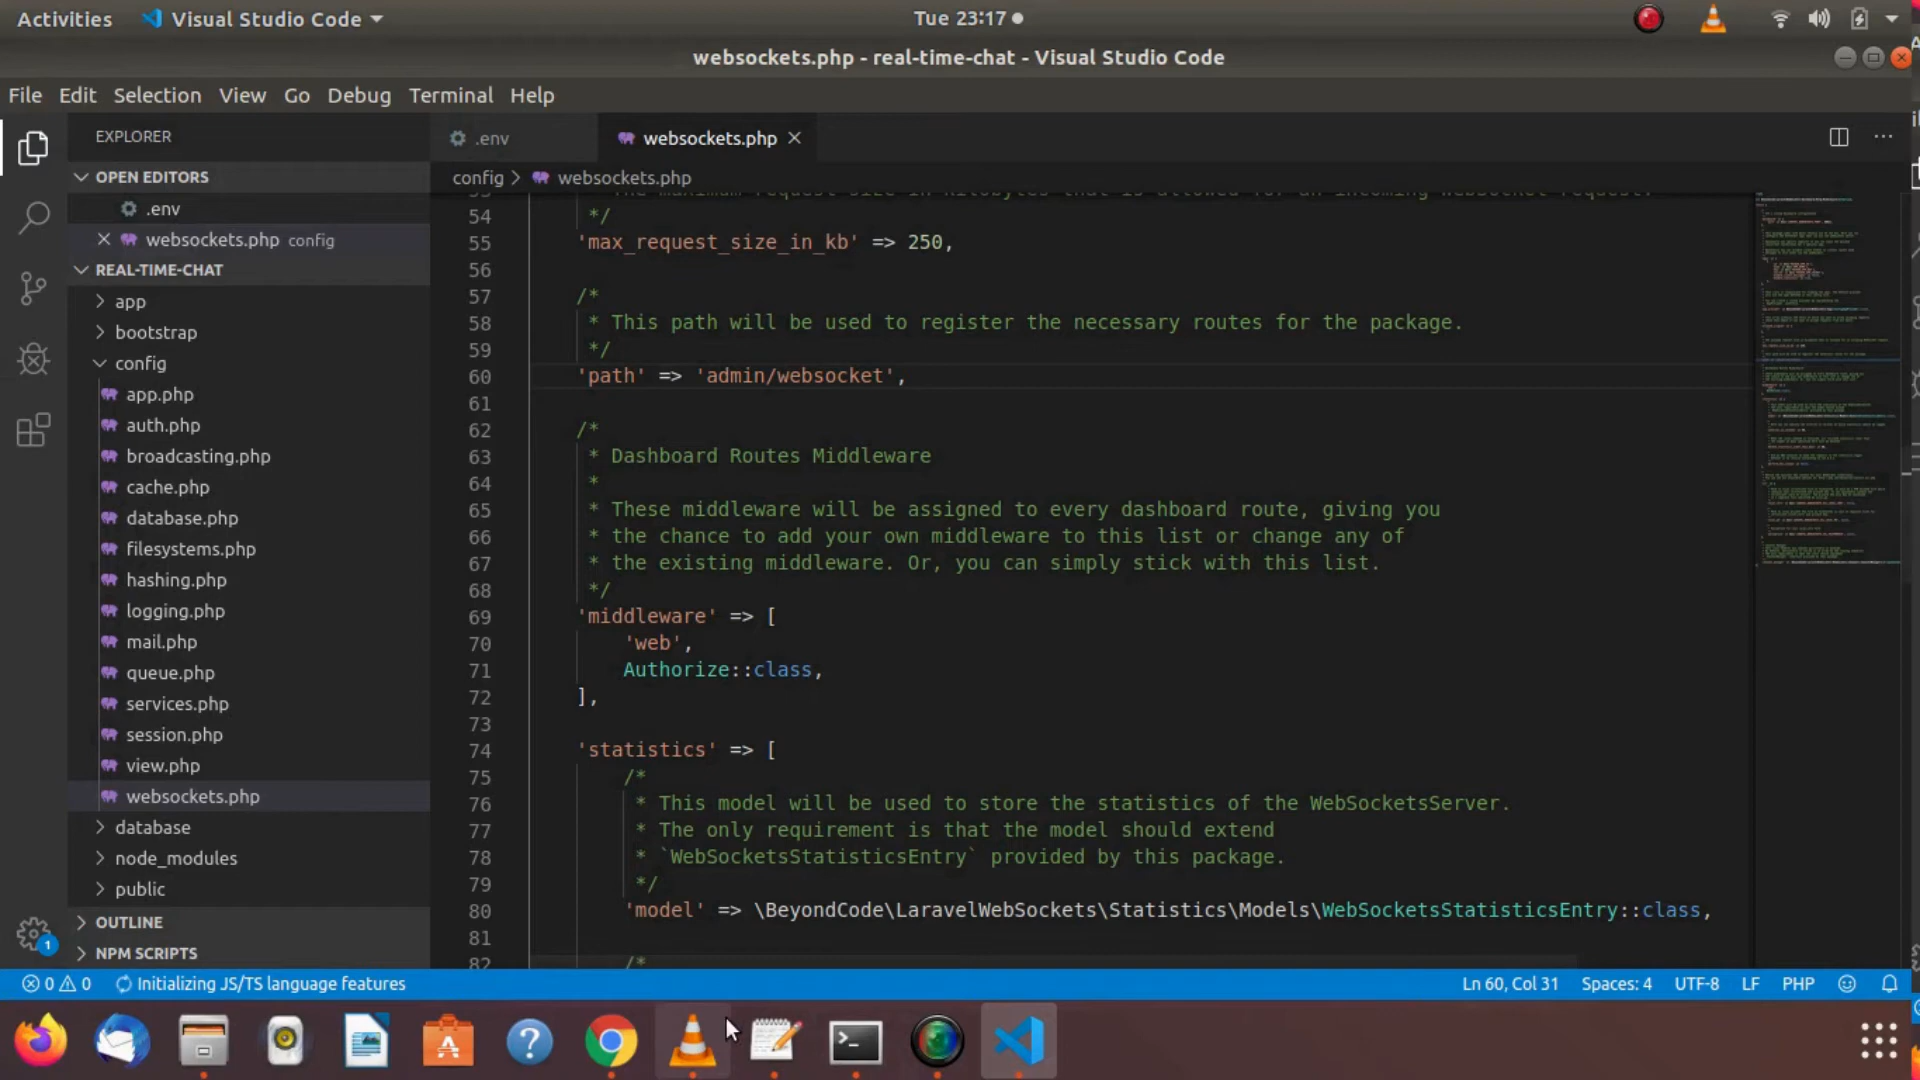 Activities
Visual Studio Code
Tue 23:17
websockets.php - real-time-chat - Visual Studio Code
File Edit Selection View Go Debug Terminal Help
EXPLORER
.env
websockets.php
OPEN EDITORS
config > websockets.php
.env
websockets.php config
REAL-TIME-CHAT
app
bootstrap
config
app.php
auth.php
broadcasting.php
cache.php
database.php
filesystems.php
hashing.php
logging.php
mail.php
queue.php
services.php
session.php
view.php
websockets.php
database
node_modules
public
OUTLINE
NPM SCRIPTS
54 */
55 'max_request_size_in_kb' => 250,
56
57 /*
58 * This path will be used to register the necessary routes for the package.
59 */
60 'path' => 'admin/websocket',
61
62 /*
63 * Dashboard Routes Middleware
64 *
65 * These middleware will be assigned to every dashboard route, giving you
66 * the chance to add your own middleware to this list or change any of
67 * the existing middleware. Or, you can simply stick with this list.
68 */
69 'middleware' => [
70 'web',
71 Authorize::class,
72 ],
73
74 'statistics' => [
75 /*
76 * This model will be used to store the statistics of the WebSocketsServer.
77 * The only requirement is that the model should extend
78 * `WebSocketsStatisticsEntry` provided by this package.
79 */
80 'model' => \BeyondCode\LaravelWebSockets\Statistics\Models\WebSocketsStatisticsEntry::class,
81
82 /*
1
0 0 Initializing JS/TS language features
Ln 60, Col 31 Spaces: 4 UTF-8 LF PHP